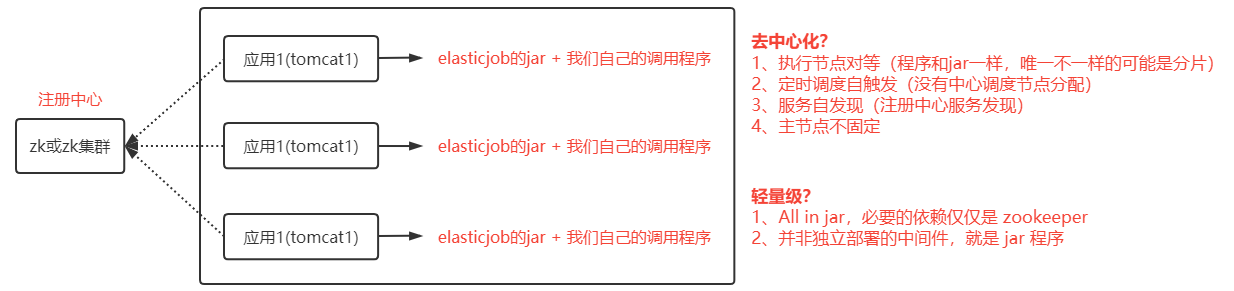 注册中心
zk或zk集群
应用1(tomcat1)
elasticjob的jar + 我们自己的调用程序
应用1(tomcat1)
elasticjob的jar + 我们自己的调用程序
应用1(tomcat1)
elasticjob的jar + 我们自己的调用程序
去中心化?
1、执行节点对等（程序和jar一样，唯一不一样的可能是分片）
2、定时调度自触发（没有中心调度节点分配）
3、服务自发现（注册中心服务发现）
4、主节点不固定
轻量级?
1、All in jar，必要的依赖仅仅是 zookeeper
2、并非独立部署的中间件，就是 jar 程序